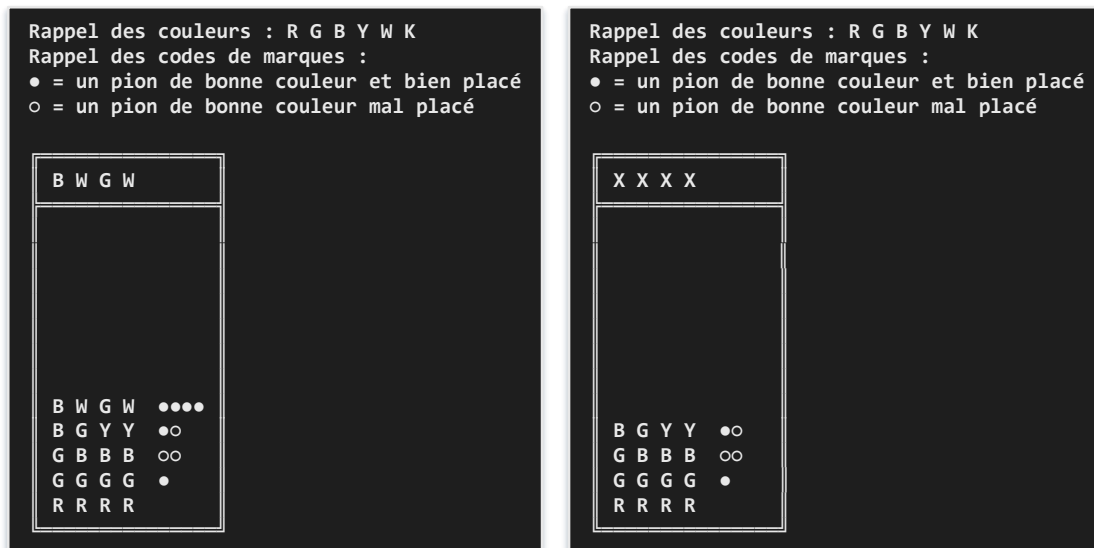 Rappel des couleurs : R G B Y W K
Rappel des codes de marques :
● = un pion de bonne couleur et bien placé
○ = un pion de bonne couleur mal placé
B W G W
B W G W ●●●●
B G Y Y ●○
G B B B ○○
G G G G ●
R R R R
Rappel des couleurs : R G B Y W K
Rappel des codes de marques :
● = un pion de bonne couleur et bien placé
○ = un pion de bonne couleur mal placé
X X X X
B G Y Y ●○
G B B B ○○
G G G G ●
R R R R